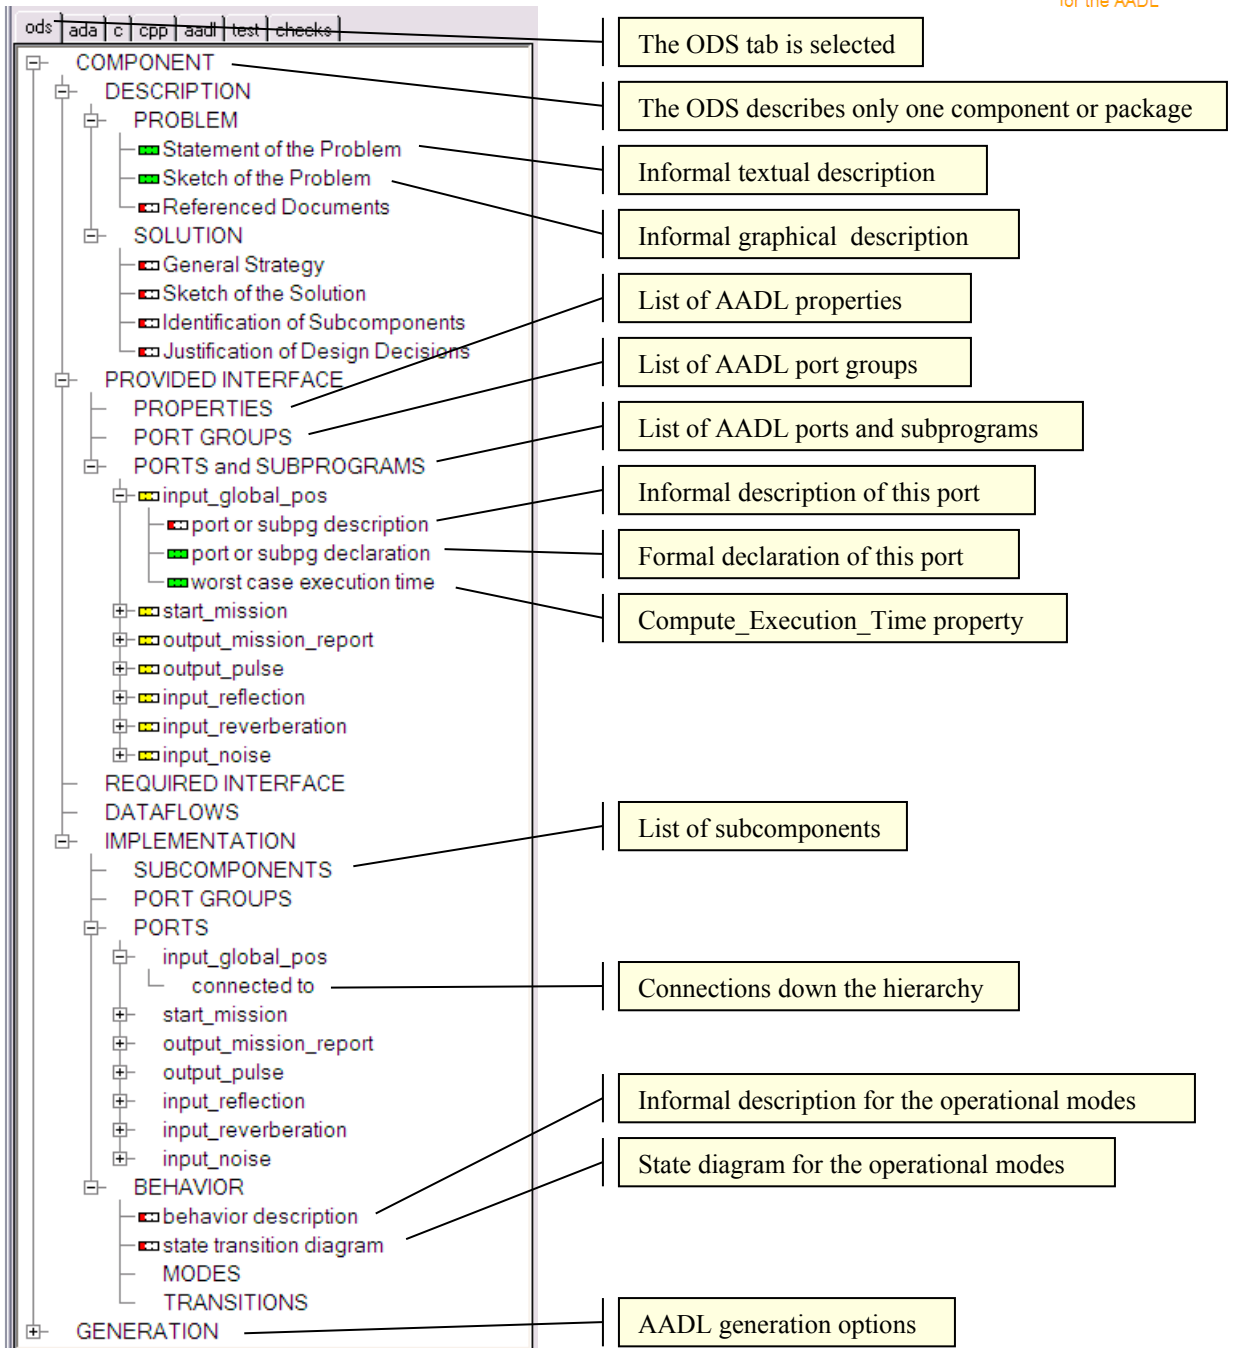 for the AADL
ods ada c cpp aadl test checks
The ODS tab is selected
COMPONENT
DESCRIPTION
The ODS describes only one component or package
PROBLEM
Statement of the Problem
Informal textual description
Sketch of the Problem
Referenced Documents
SOLUTION
Informal graphical description
General Strategy
Sketch of the Solution
List of AADL properties
Identification of Subcomponents
Justification of Design Decisions
List of AADL port groups
PROVIDED INTERFACE
PROPERTIES
PORT GROUPS
List of AADL ports and subprograms
PORTS and SUBPROGRAMS
input_global_pos
Informal description of this port
port or subpg description
port or subpg declaration
Formal declaration of this port
worst case execution time
start_mission
Compute_Execution_Time property
output_mission_report
output_pulse
input_reflection
input_reverberation
input_noise
REQUIRED INTERFACE
DATAFLOWS
List of subcomponents
IMPLEMENTATION
SUBCOMPONENTS
PORT GROUPS
PORTS
input_global_pos
connected to
Connections down the hierarchy
start_mission
output_mission_report
output_pulse
input_reflection
Informal description for the operational modes
input_reverberation
input_noise
State diagram for the operational modes
BEHAVIOR
behavior description
state transition diagram
MODES
TRANSITIONS
GENERATION
AADL generation options